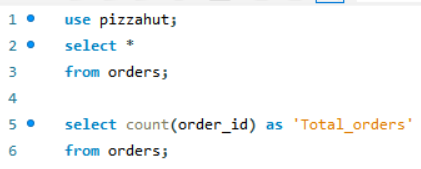 1 use pizzahut;
2 select *
3 from orders;
4
5 select count(order_id) as 'Total_orders'
6 from orders;